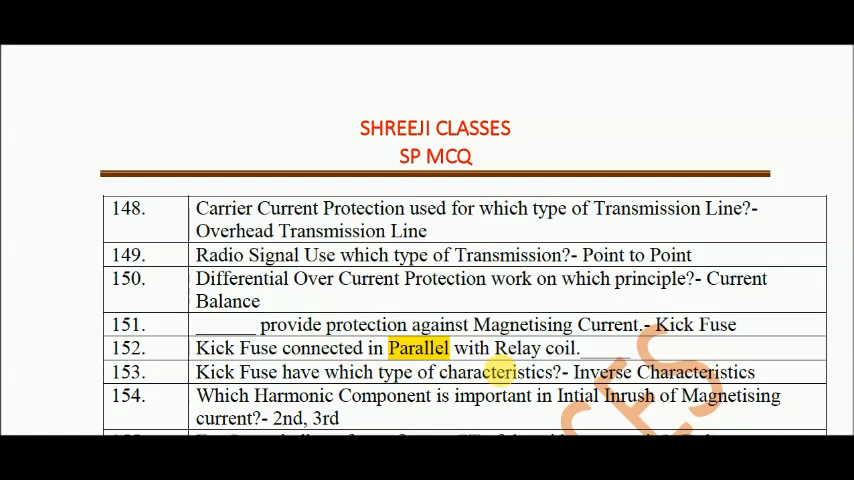 SHREEJI CLASSES
SP MCQ
148. Carrier Current Protection used for which type of Transmission Line?-
Overhead Transmission Line
149. Radio Signal Use which type of Transmission?- Point to Point
150. Differential Over Current Protection work on which principle?- Current
Balance
151. ______ provide protection against Magnetising Current.- Kick Fuse
152. Kick Fuse connected in Parallel with Relay coil._____
153. Kick Fuse have which type of characteristics?- Inverse Characteristics
154. Which Harmonic Component is important in Intial Inrush of Magnetising
current?- 2nd, 3rd